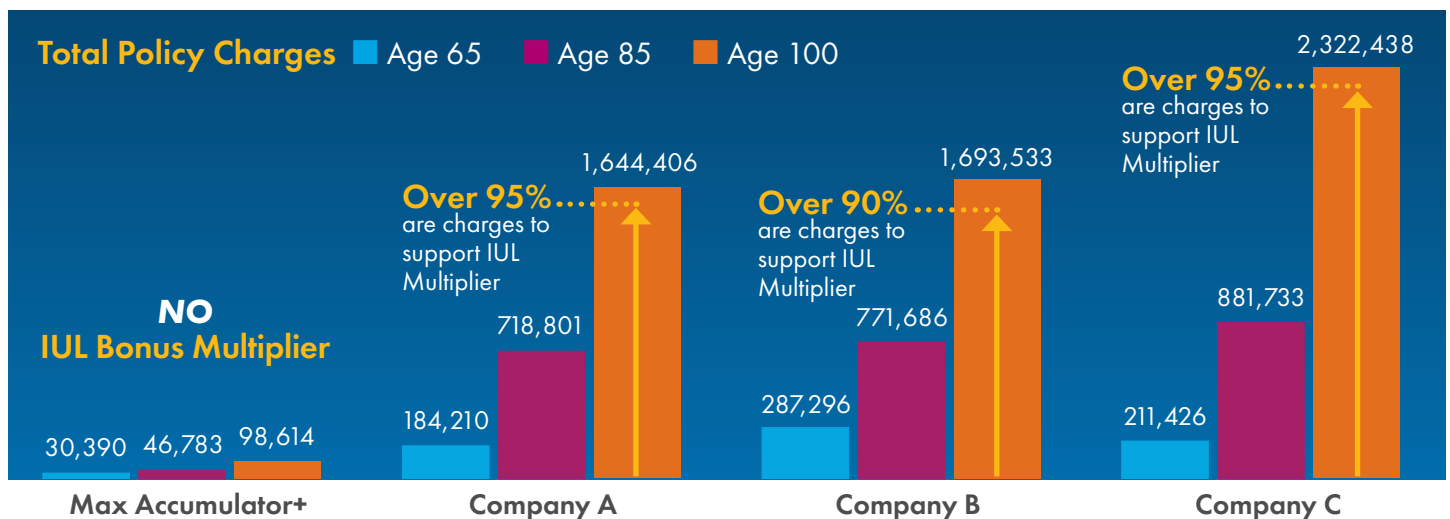 Total Policy Charges Age 65 Age 85 Age 100
NO
IUL Bonus Multiplier
30,390 46,783 98,614
Max Accumulator+
Over 95%
are charges to
support IUL
Multiplier
184,210 718,801 1,644,406
Company A
Over 90%
are charges to
support IUL
Multiplier
287,296 771,686 1,693,533
Company B
Over 95%
are charges to
support IUL
Multiplier
211,426 881,733 2,322,438
Company C